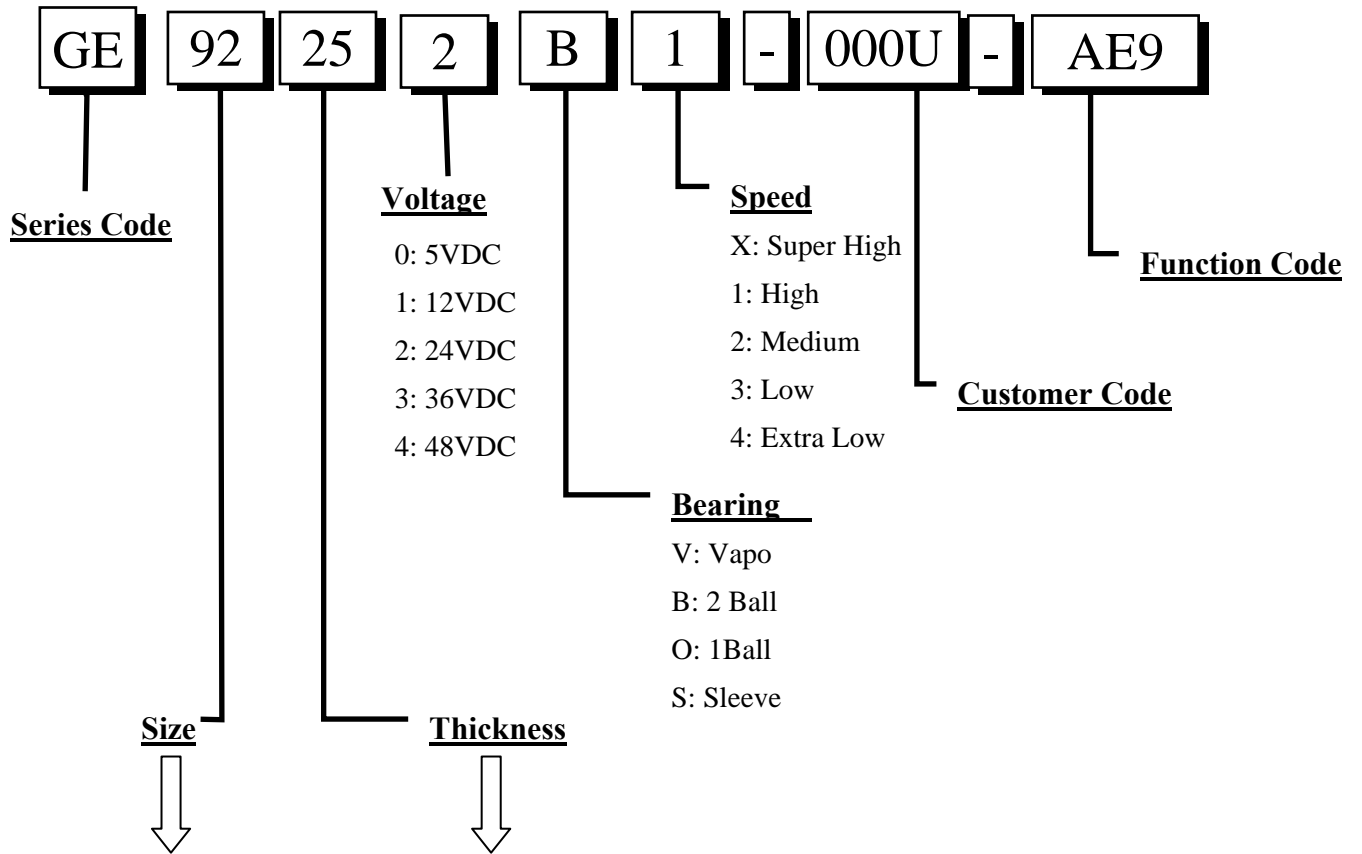 GE 92 25 2 B 1 - 000U - AE9
Series Code
Voltage
0: 5VDC
1: 12VDC
2: 24VDC
3: 36VDC
4: 48VDC
Speed
X: Super High
1: High
2: Medium
3: Low
4: Extra Low
Function Code
Customer Code
Bearing
V: Vapo
B: 2 Ball
O: 1Ball
S: Sleeve
Size
Thickness